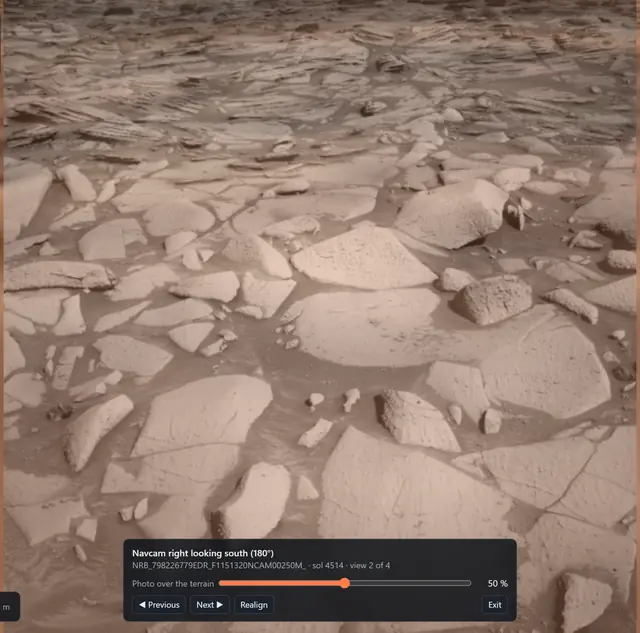 Navcam right looking south (180°)
NRB_798226779EDR_F1151320NCAM00250M_ · sol 4514 · view 2 of 4
Photo over the terrain 50 %
m
◀ Previous Next ▶ Realign Exit